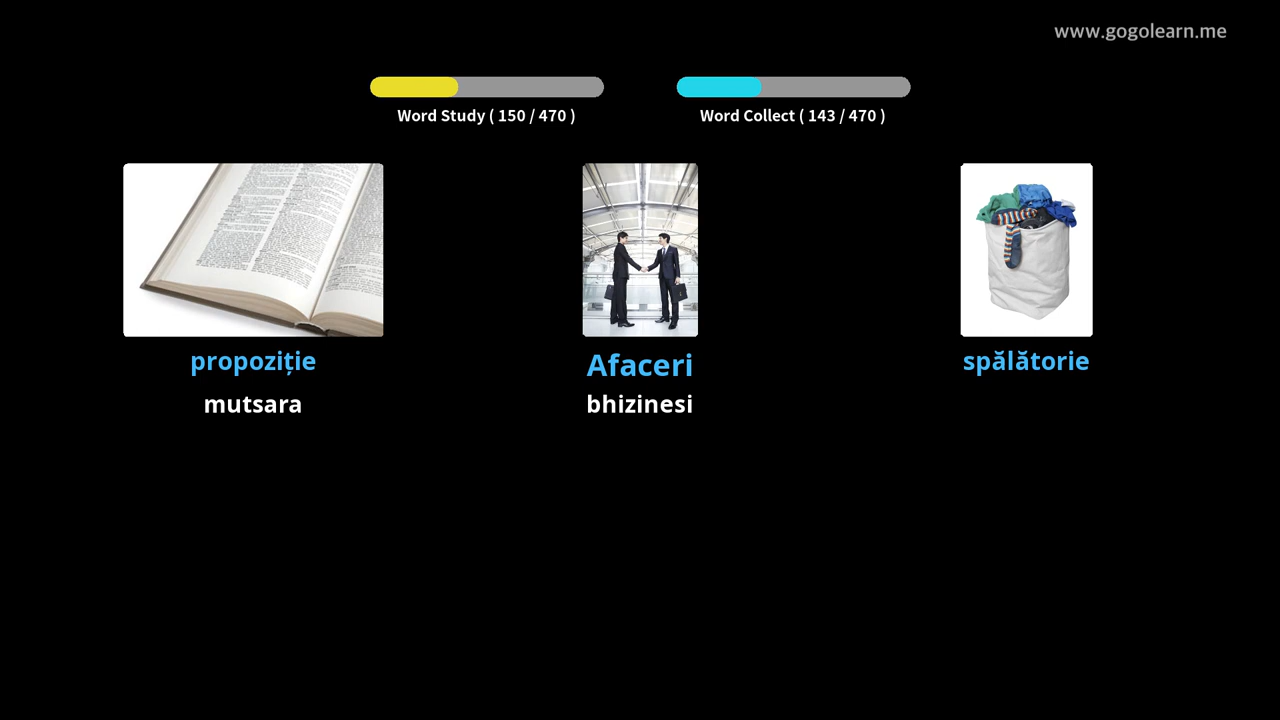 www.gogolearn.me
Word Study ( 150 / 470 )
Word Collect ( 143 / 470 )
propoziție
Afaceri
spălătorie
mutsara
bhizinesi